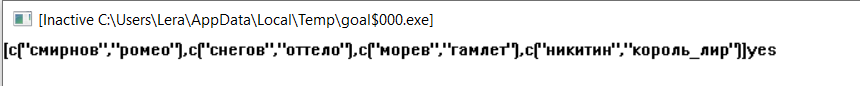 [Inactive C:\Users\Lera\AppData\Local\Temp\goal$000.exe]
[c("смирнов","ромео"),c("снегов","оттело"),c("морев","гамлет"),c("никитин","король_лир")]yes